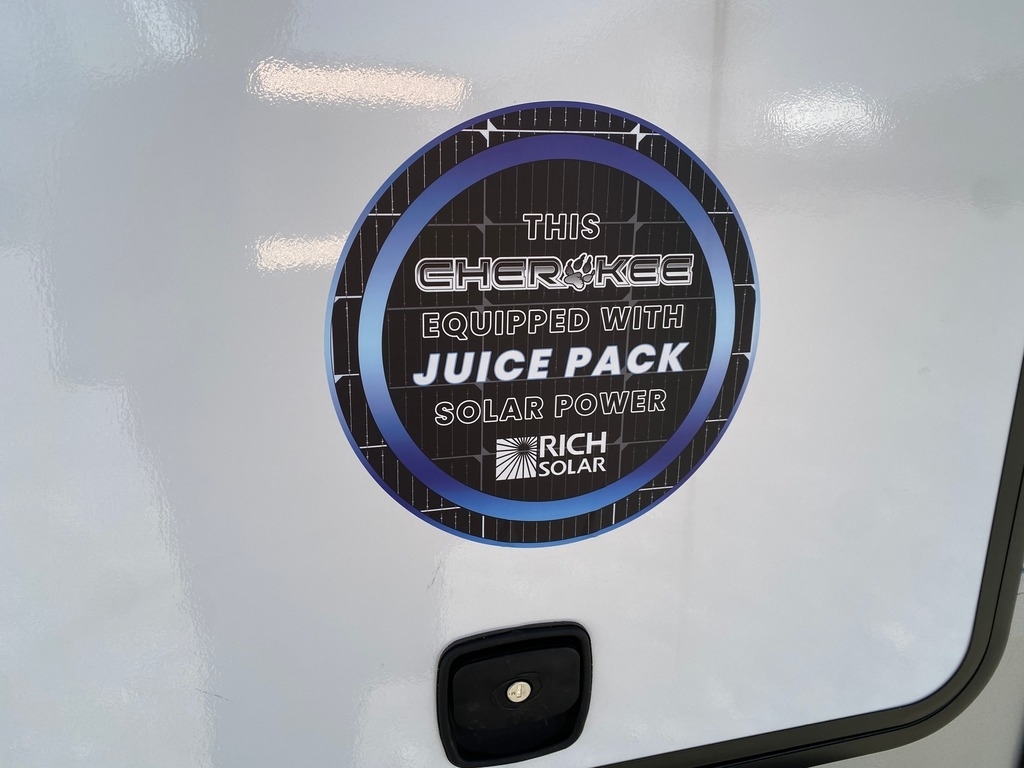 THIS
CHEROKEE
EQUIPPED WITH
JUICE PACK
SOLAR POWER
RICH
SOLAR